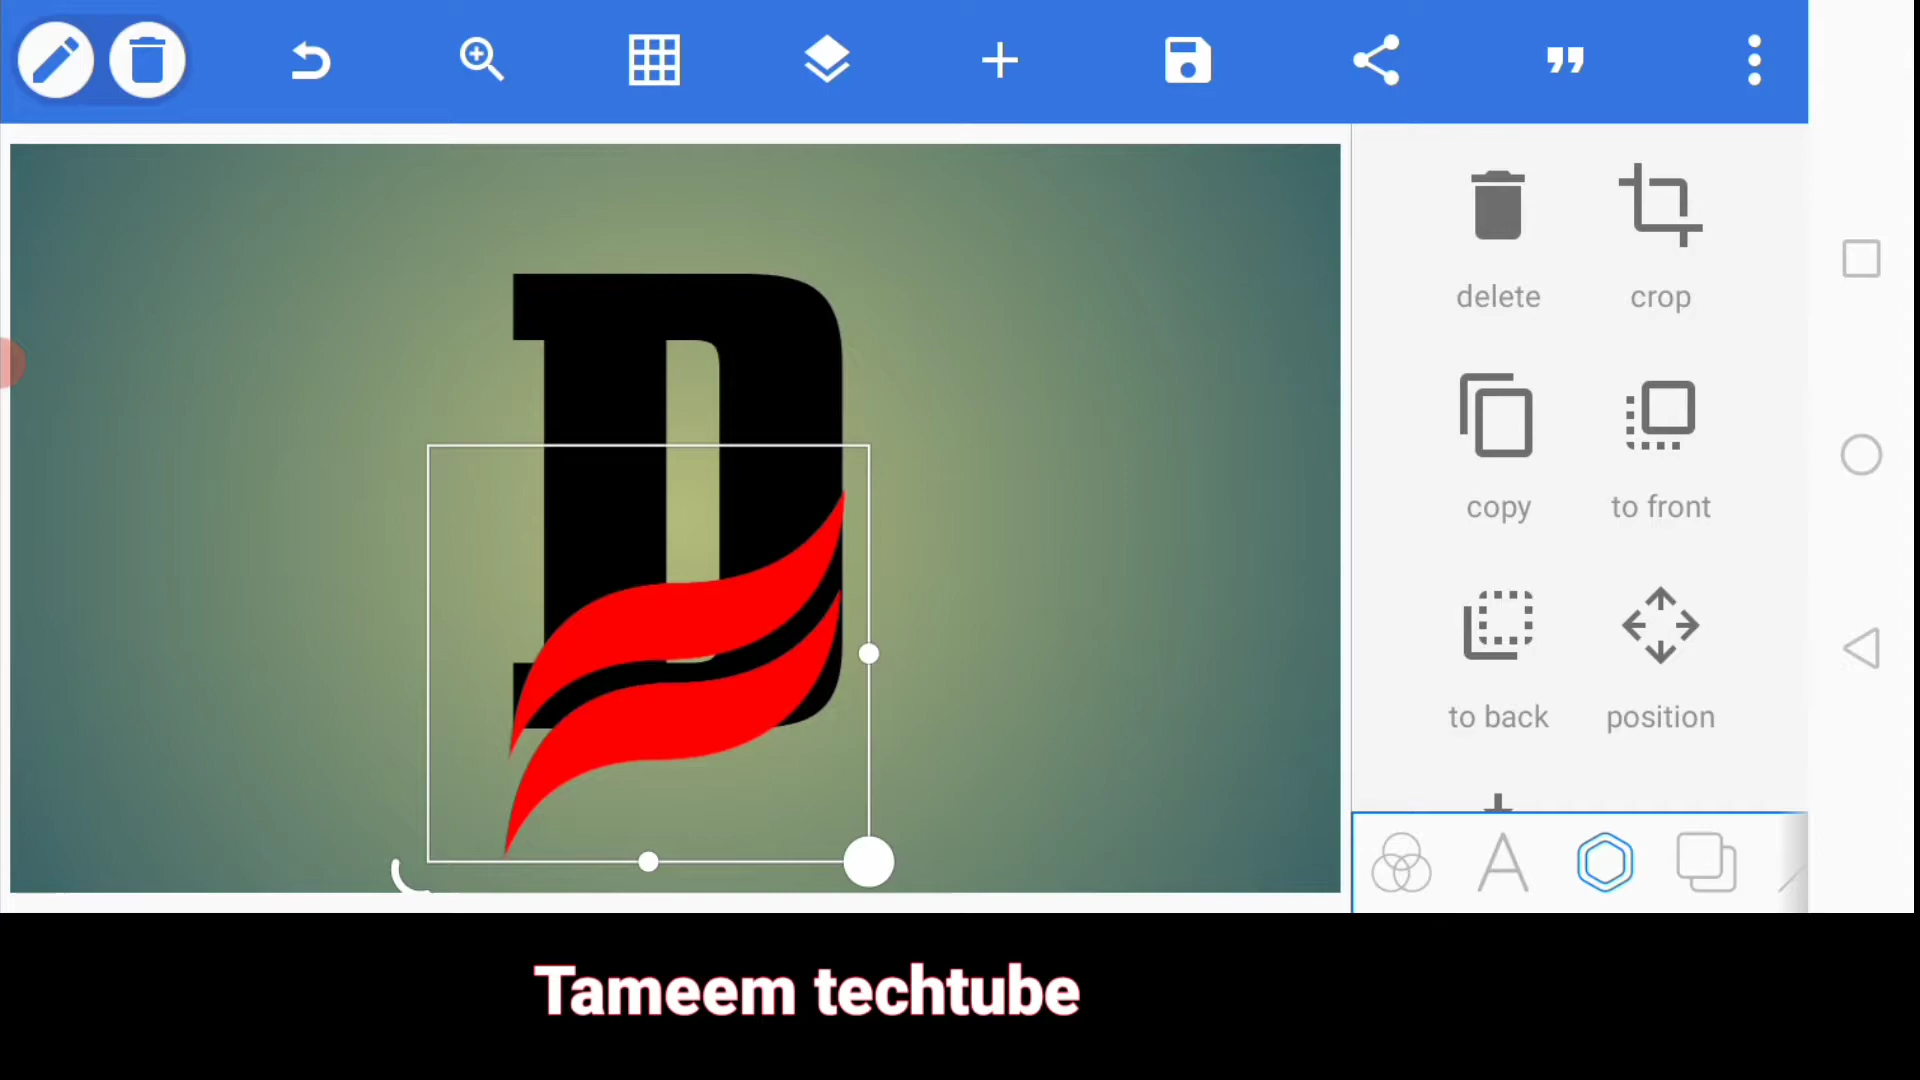 D
delete crop
copy to front
to back position
Tameem techtube